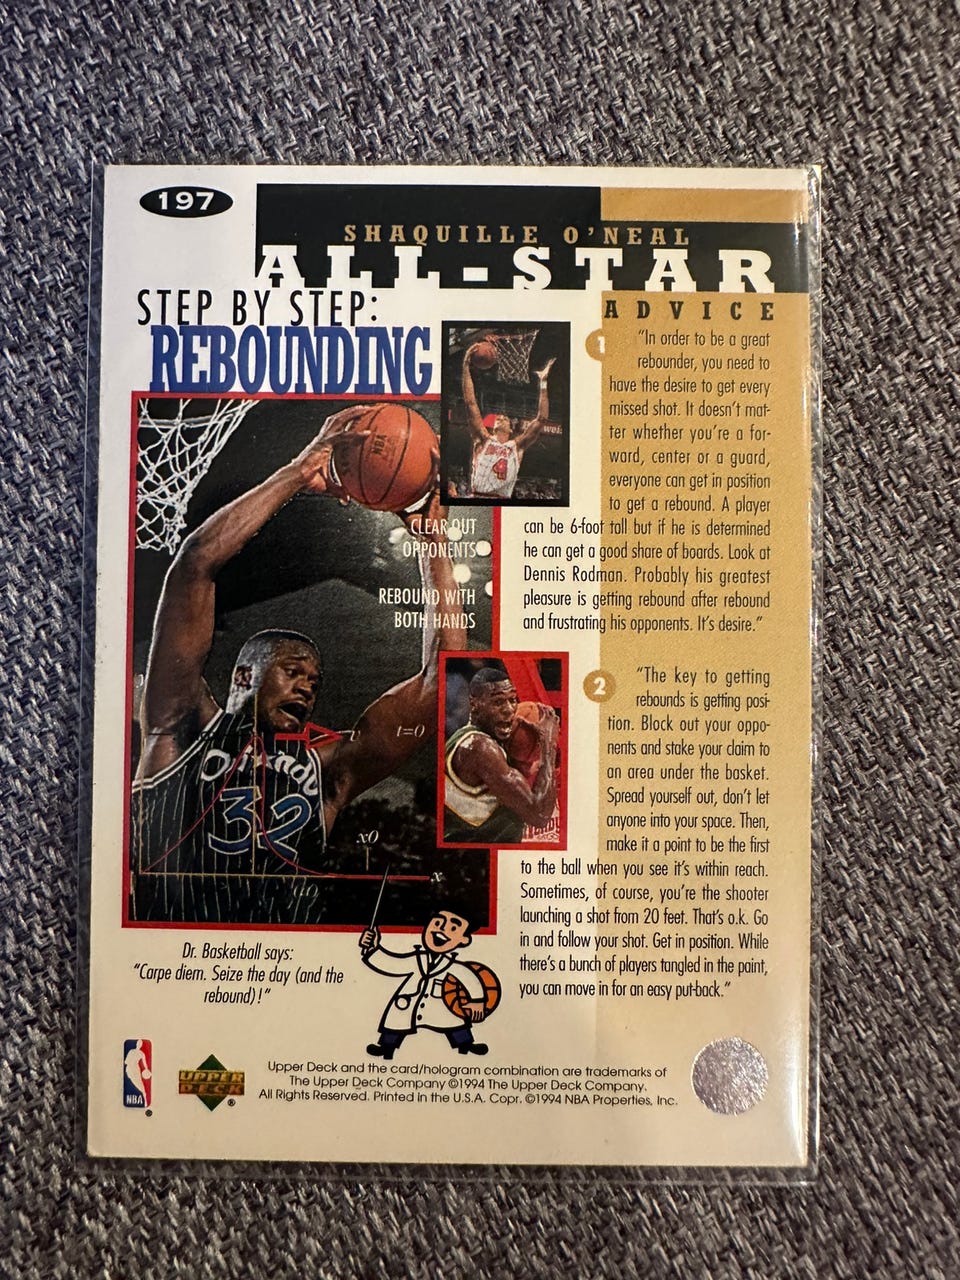 197
SHAQUILLE O'NEAL
ALL-STAR
ADVICE
STEP BY STEP:
REBOUNDING
NBA
CLEAR OUT
OPPONENTS
REBOUND WITH
BOTH HANDS
4
Orlando
32
v
t=0
x0
x
1
"In order to be a great
rebounder, you need to
have the desire to get every
missed shot. It doesn't mat-
ter whether you're a for-
ward, center or a guard,
everyone can get in position
to get a rebound. A player
can be 6-foot tall but if he is determined
he can get a good share of boards. Look at
Dennis Rodman. Probably his greatest
pleasure is getting rebound after rebound
and frustrating his opponents. It's desire."
2
"The key to getting
rebounds is getting posi-
tion. Block out your oppo-
nents and stake your claim to
an area under the basket.
Spread yourself out, don't let
anyone into your space. Then,
make it a point to be the first
to the ball when you see it's within reach.
Sometimes, of course, you're the shooter
launching a shot from 20 feet. That's o.k. Go
in and follow your shot. Get in position. While
there's a bunch of players tangled in the paint,
you can move in for an easy put-back."
Dr. Basketball says:
"Carpe diem. Seize the day (and the
rebound)!"
NBA ®
UPPER
DECK ®
Upper Deck and the card/hologram combination are trademarks of
The Upper Deck Company ©1994 The Upper Deck Company.
All Rights Reserved. Printed in the U.S.A. Copr. ©1994 NBA Properties, Inc.